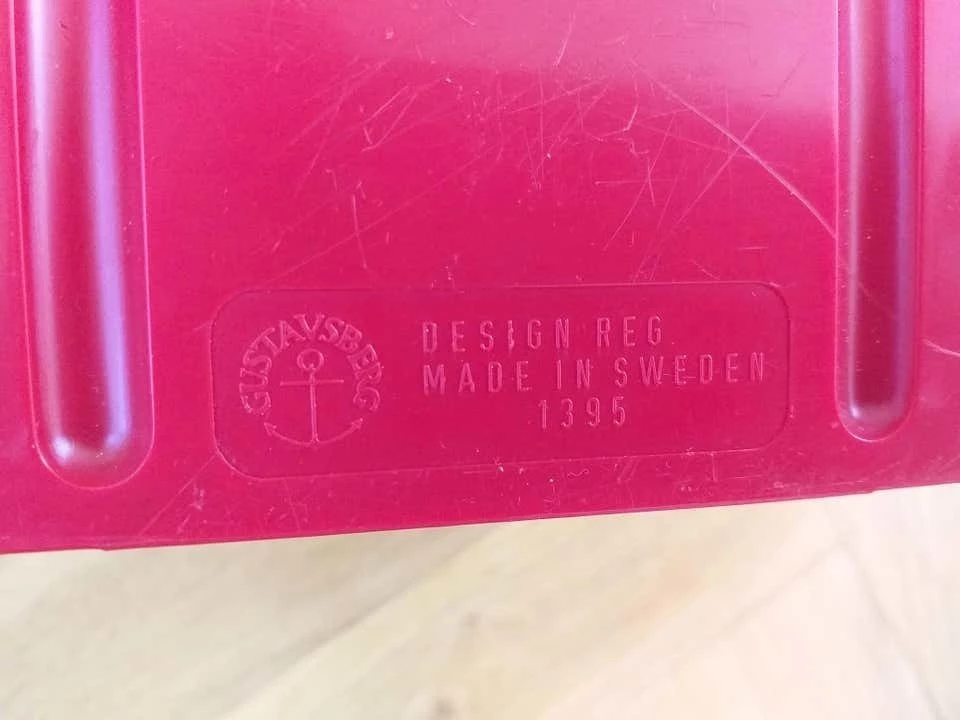 GUSTAVSBERG
DESIGN REG
MADE IN SWEDEN
1395